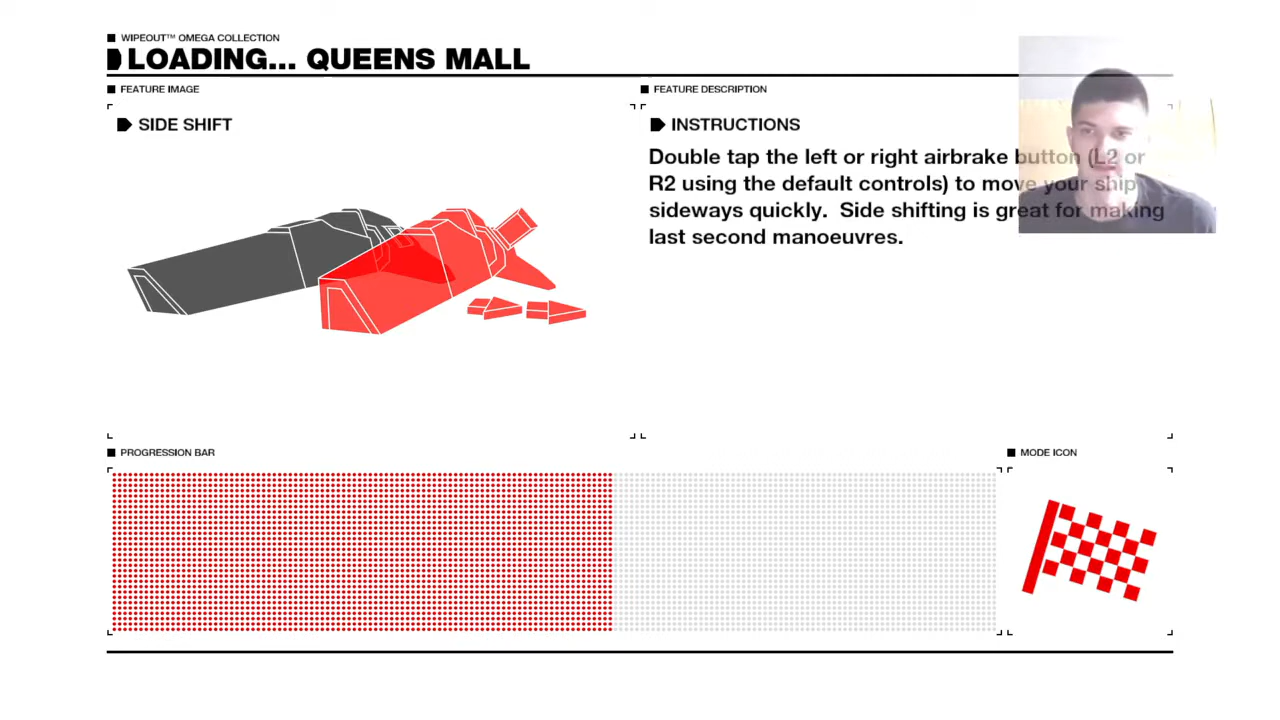 WIPEOUT™ OMEGA COLLECTION
LOADING... QUEENS MALL
FEATURE IMAGE
SIDE SHIFT
FEATURE DESCRIPTION
INSTRUCTIONS
Double tap the left or right airbrake button (L2 or
R2 using the default controls) to move your ship
sideways quickly.  Side shifting is great for making
last second manoeuvres.
PROGRESSION BAR
MODE ICON